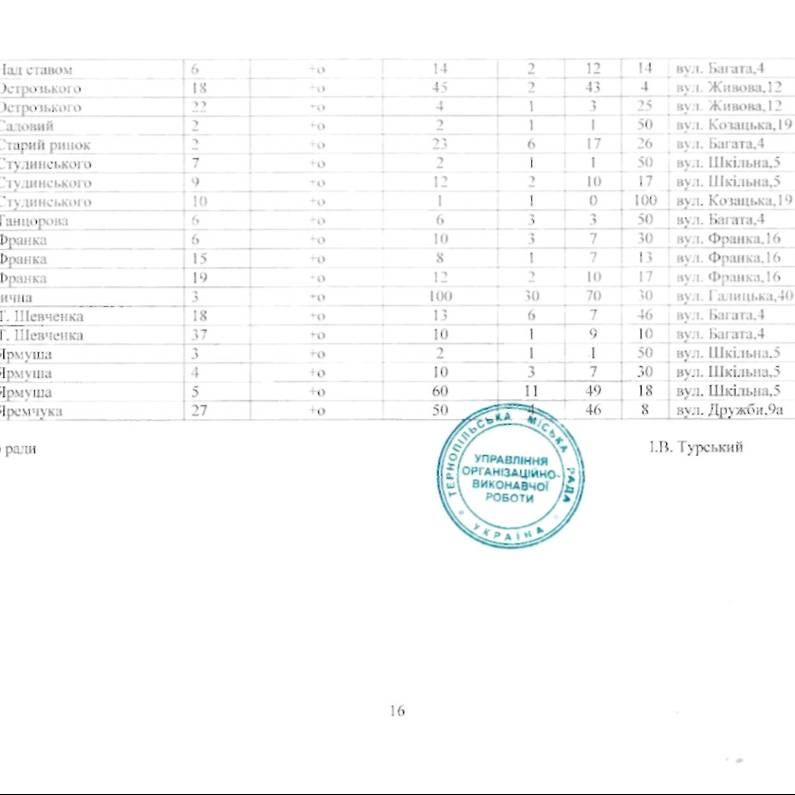 Над ставом 6 +о 14 2 12 14 вул. Багата,4
Острозького 18 +о 45 2 43 4 вул. Живова,12
Острозького 22 +о 4 1 3 25 вул. Живова,12
Садовий 2 +о 2 1 1 50 вул. Козацька,19
Старий ринок 2 +о 23 6 17 26 вул. Багата,4
Студинського 7 +о 2 1 1 50 вул. Шкільна,5
Студинського 9 +о 12 2 10 17 вул. Шкільна,5
Студинського 10 +о 1 1 0 100 вул. Козацька,19
Танцорова 6 +о 6 3 3 50 вул. Багата,4
Франка 6 +о 10 3 7 30 вул. Франка,16
Франка 15 +о 8 1 7 13 вул. Франка,16
Франка 19 +о 12 2 10 17 вул. Франка,16
ична 3 +о 100 30 70 30 вул. Галицька,40
Т. Шевченка 18 +о 13 6 7 46 вул. Багата,4
Т. Шевченка 37 +о 10 1 9 10 вул. Багата,4
Ярмуша 3 +о 2 1 1 50 вул. Шкільна,5
Ярмуша 4 +о 10 3 7 30 вул. Шкільна,5
Ярмуша 5 +о 60 11 49 18 вул. Шкільна,5
Яремчука 27 +о 50 4 46 8 вул. Дружби,9а
ради І.В. Турський
ТЕРНОПІЛЬСЬКА МІСЬКА РАДА
УПРАВЛІННЯ
ОРГАНІЗАЦІЙНО-
ВИКОНАВЧОЇ
РОБОТИ
УКРАЇНА
16